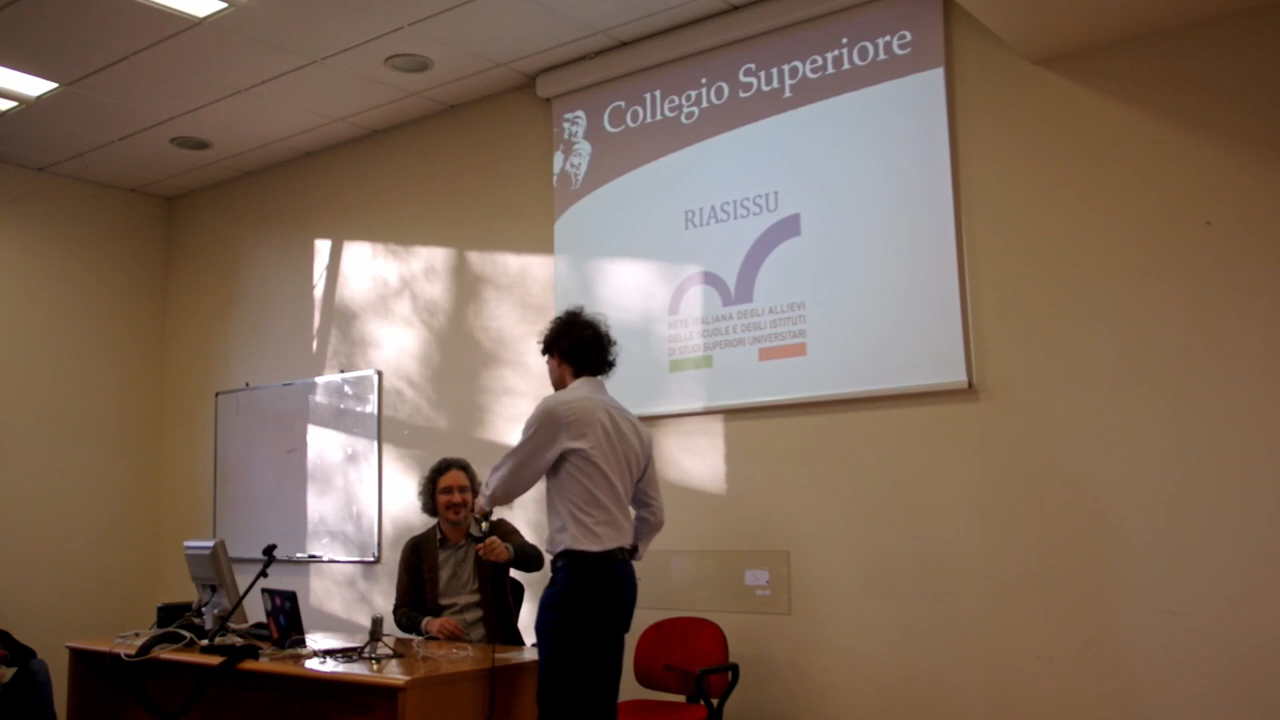 Collegio Superiore
RIASISSU
RETE ITALIANA DEGLI ALLIEVI
DELLE SCUOLE E DEGLI ISTITUTI
DI STUDI SUPERIORI UNIVERSITARI